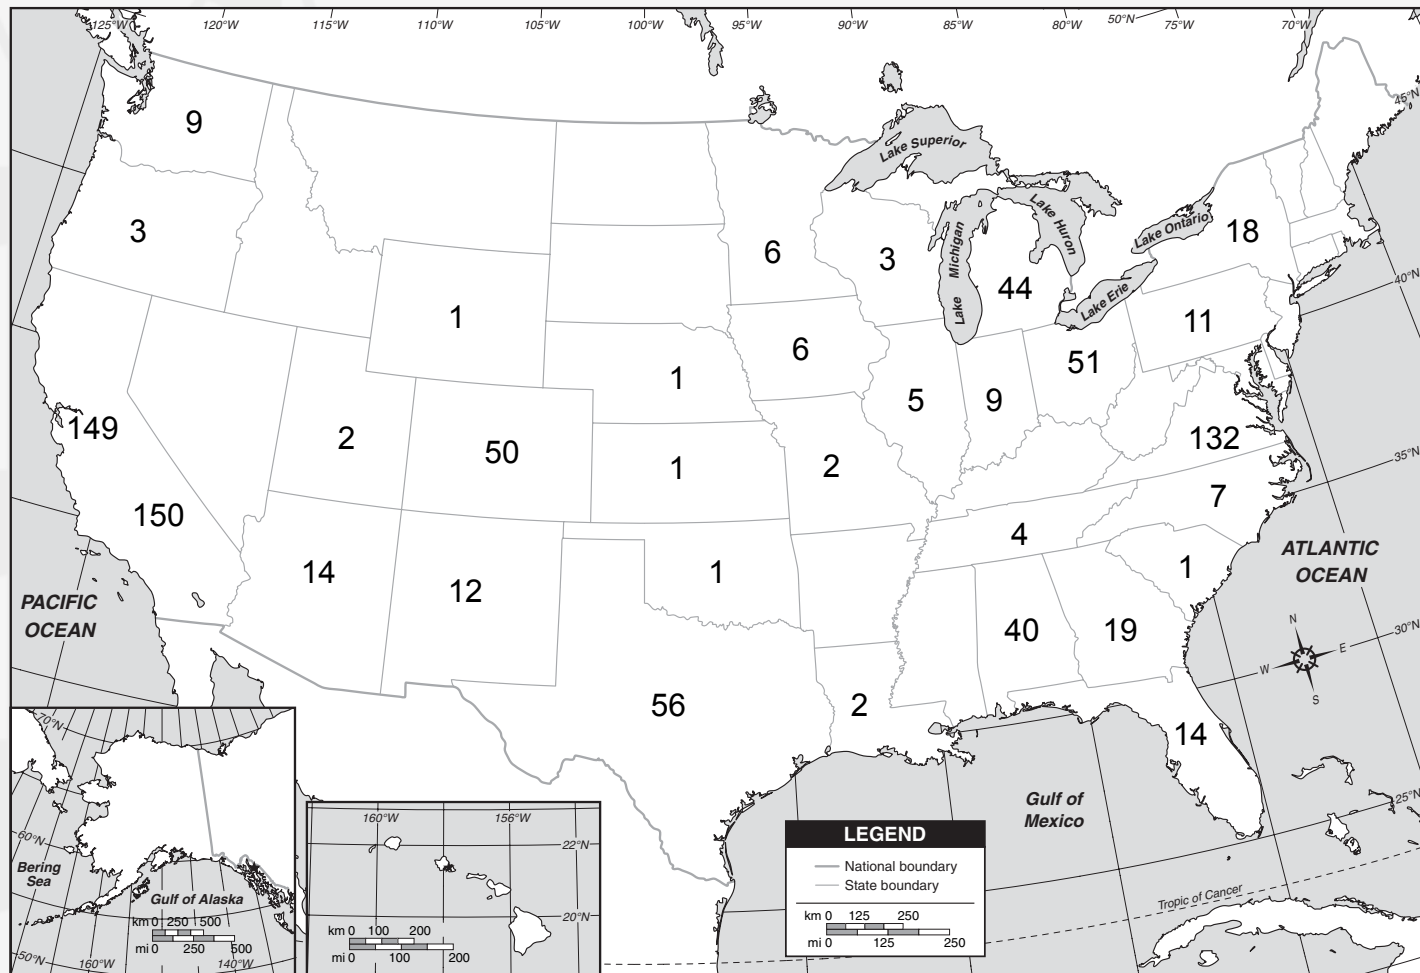 125°W 120°W 115°W 110°W 105°W 100°W 95°W 90°W 85°W 80°W 50°N 75°W 70°W
45°N
9
Lake Superior
3
Lake Michigan
Lake Huron
Lake Ontario
18
6
3
44
Lake Erie
40°N
1
6
11
51
1
5
9
149
2
50
1
2
132
35°N
150
7
4
14
12
1
1
ATLANTIC
OCEAN
PACIFIC
OCEAN
40
19
30°N
N
W E
S
56
2
14
Gulf of
Mexico
25°N
Tropic of Cancer
70°N
60°N
Bering
Sea
Gulf of Alaska
km 0 250 500
mi 0 250 500
50°N 160°W 140°W
160°W 156°W
22°N
20°N
km 0 100 200
mi 0 100 200
LEGEND
National boundary
State boundary
km 0 125 250
mi 0 125 250